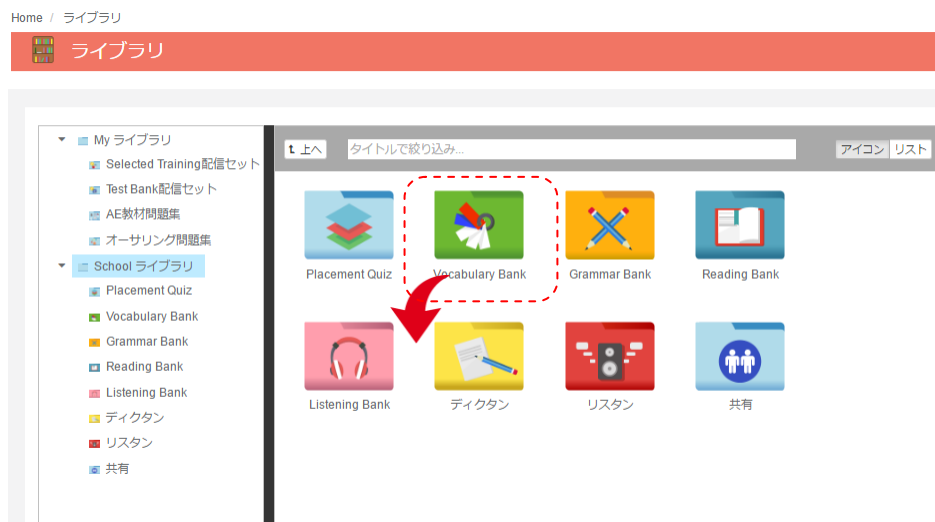 Home / ライブラリ
ライブラリ
My ライブラリ
Selected Training配信セット
Test Bank配信セット
AE教材問題集
オーサリング問題集
School ライブラリ
Placement Quiz
Vocabulary Bank
Grammar Bank
Reading Bank
Listening Bank
ディクタン
リスタン
共有
上へ
タイトルで絞り込み...
アイコン リスト
Placement Quiz Vocabulary Bank Grammar Bank Reading Bank
Listening Bank ディクタン リスタン 共有